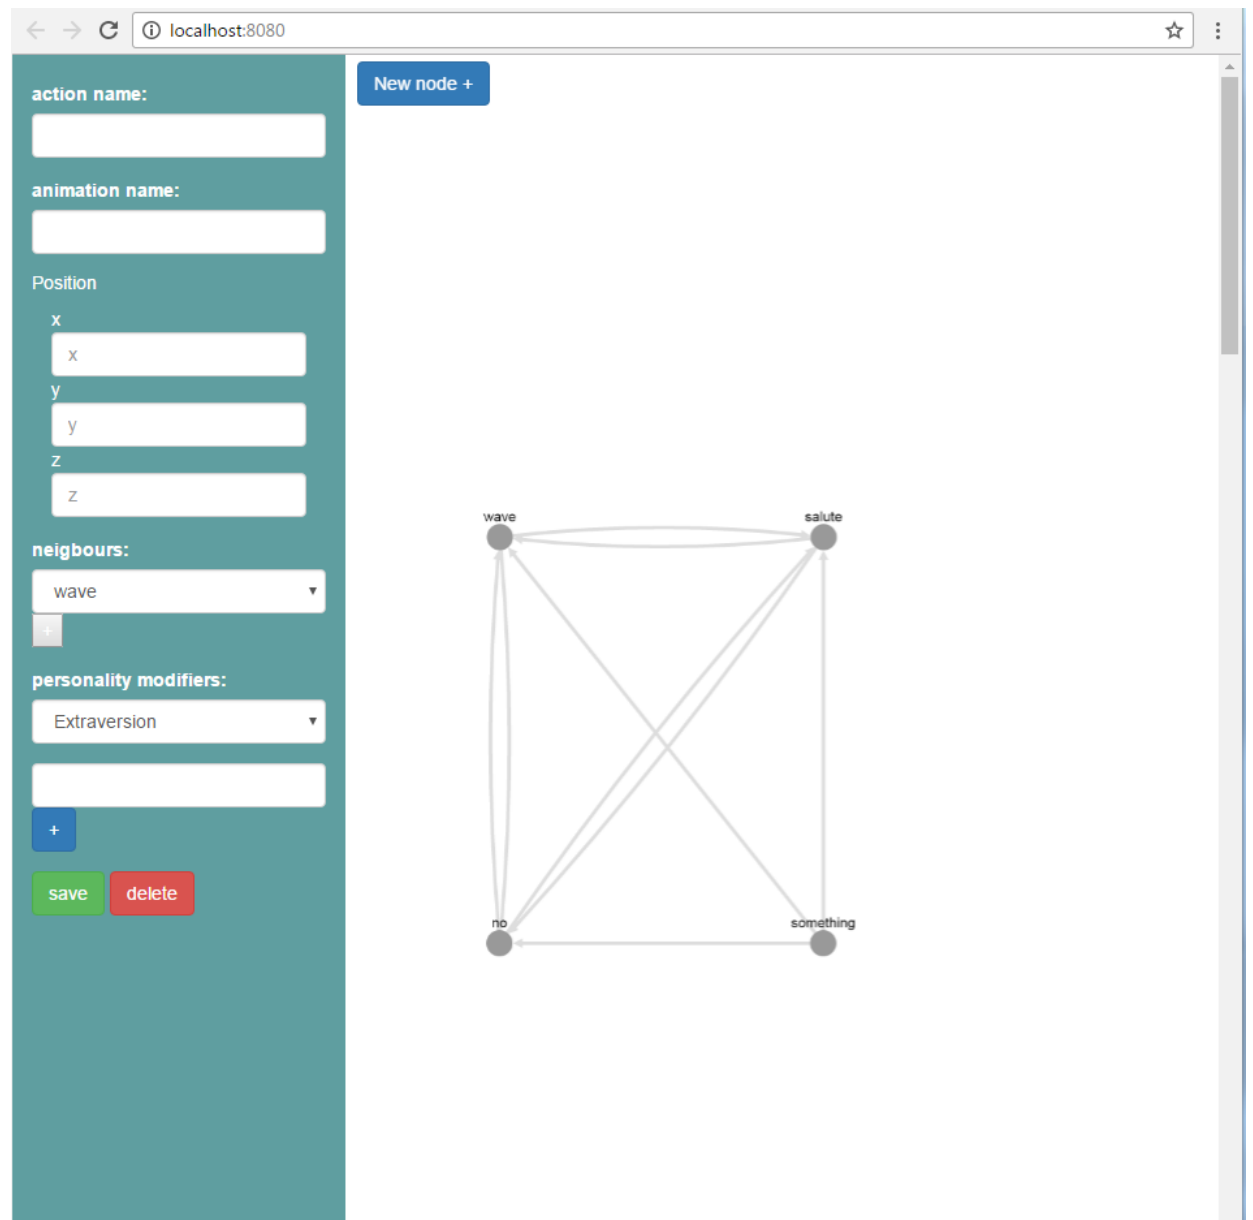 localhost:8080
action name:
animation name:
Position
x
x
y
y
z
z
neigbours:
wave
+
personality modifiers:
Extraversion
+
save delete
New node +
wave salute
no something